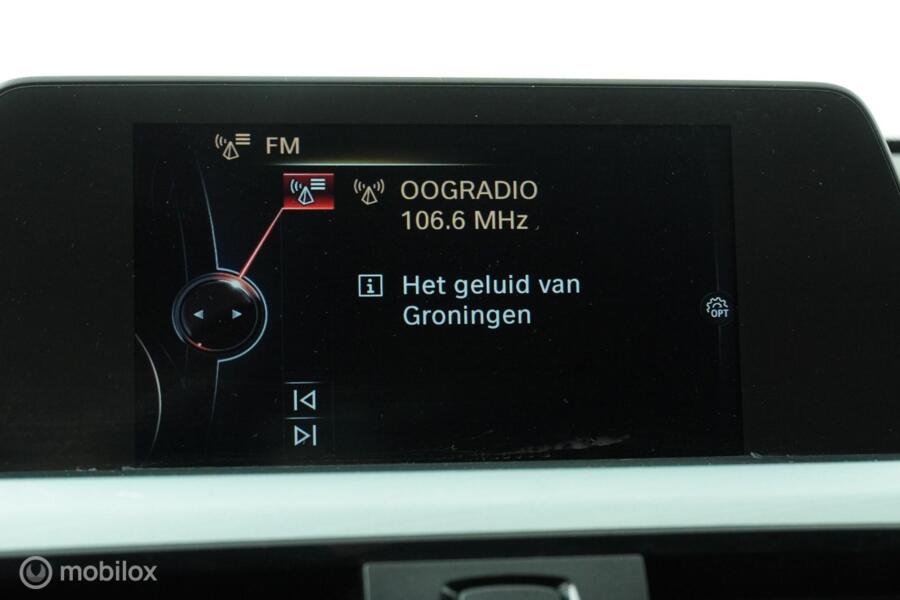 FM
OOGRADIO
106.6 MHz
Het geluid van
Groningen
OPT
mobilox